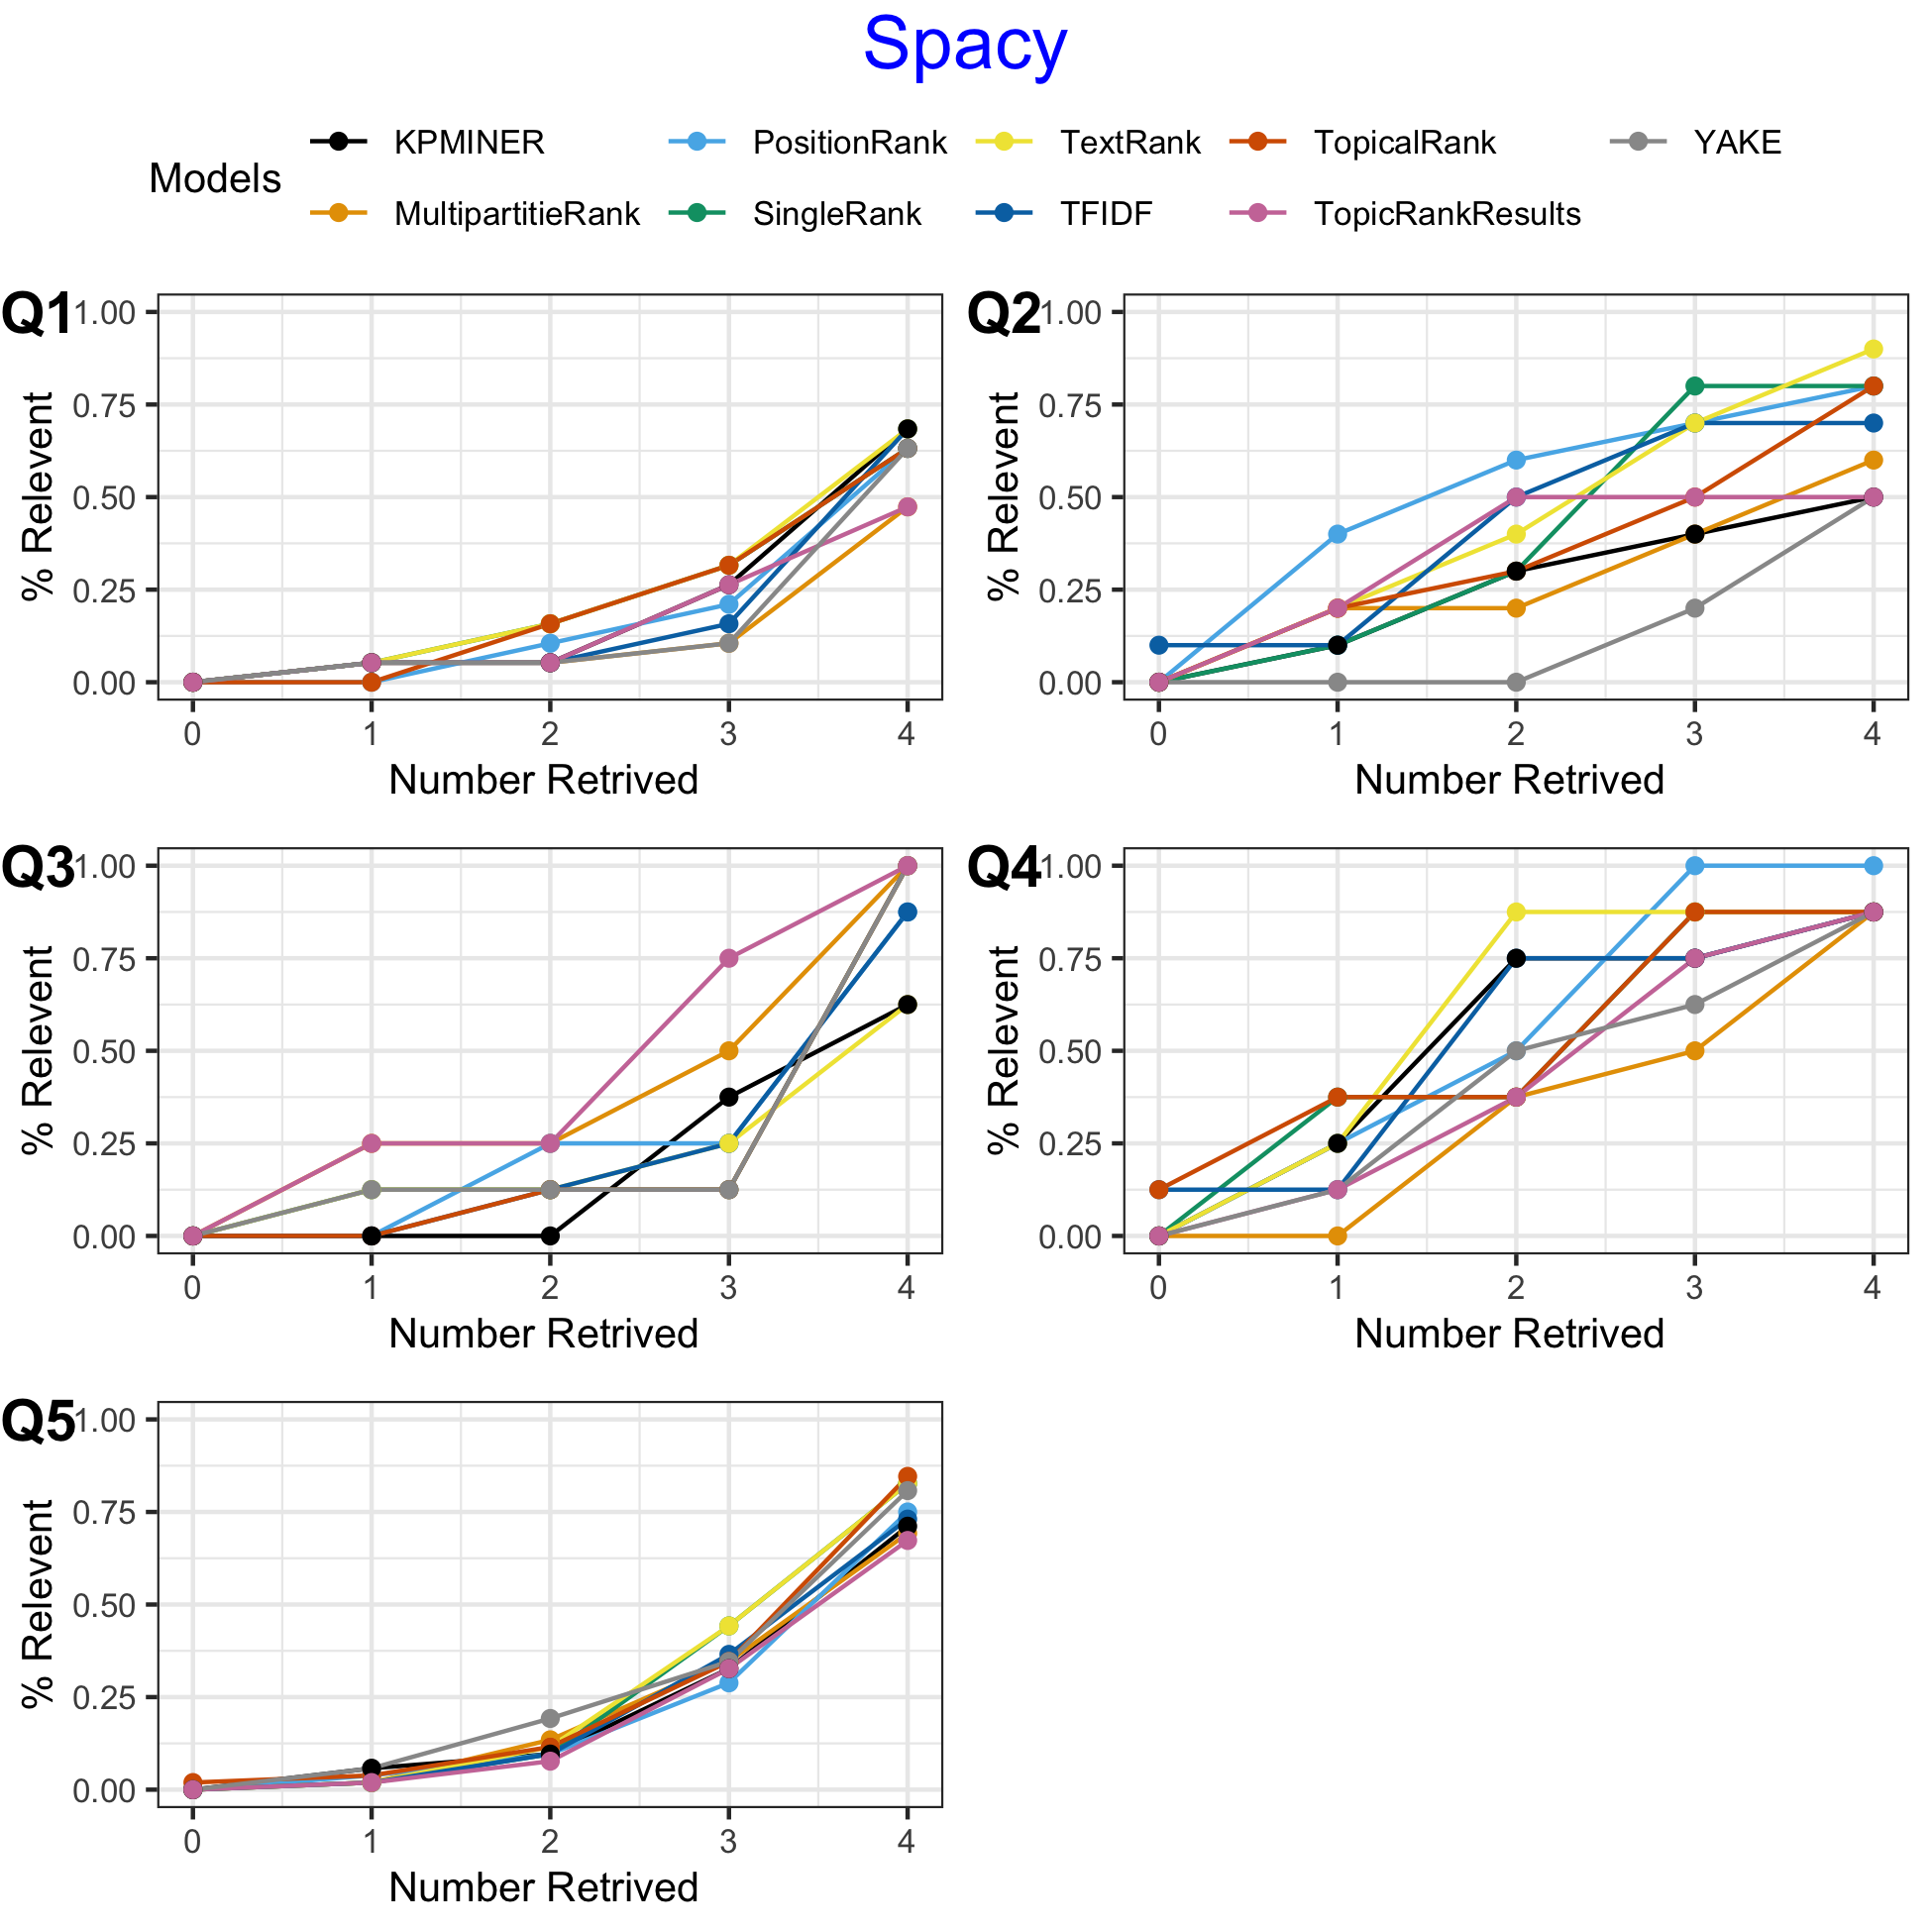 Spacy
Models
KPMINER PositionRank TextRank TopicalRank YAKE
MultipartitieRank SingleRank TFIDF TopicRankResults
Q1
1.00
0.75
0.50
0.25
0.00
% Relevent
0 1 2 3 4
Number Retrived
Q2
1.00
0.75
0.50
0.25
0.00
% Relevent
0 1 2 3 4
Number Retrived
Q3
1.00
0.75
0.50
0.25
0.00
% Relevent
0 1 2 3 4
Number Retrived
Q4
1.00
0.75
0.50
0.25
0.00
% Relevent
0 1 2 3 4
Number Retrived
Q5
1.00
0.75
0.50
0.25
0.00
% Relevent
0 1 2 3 4
Number Retrived